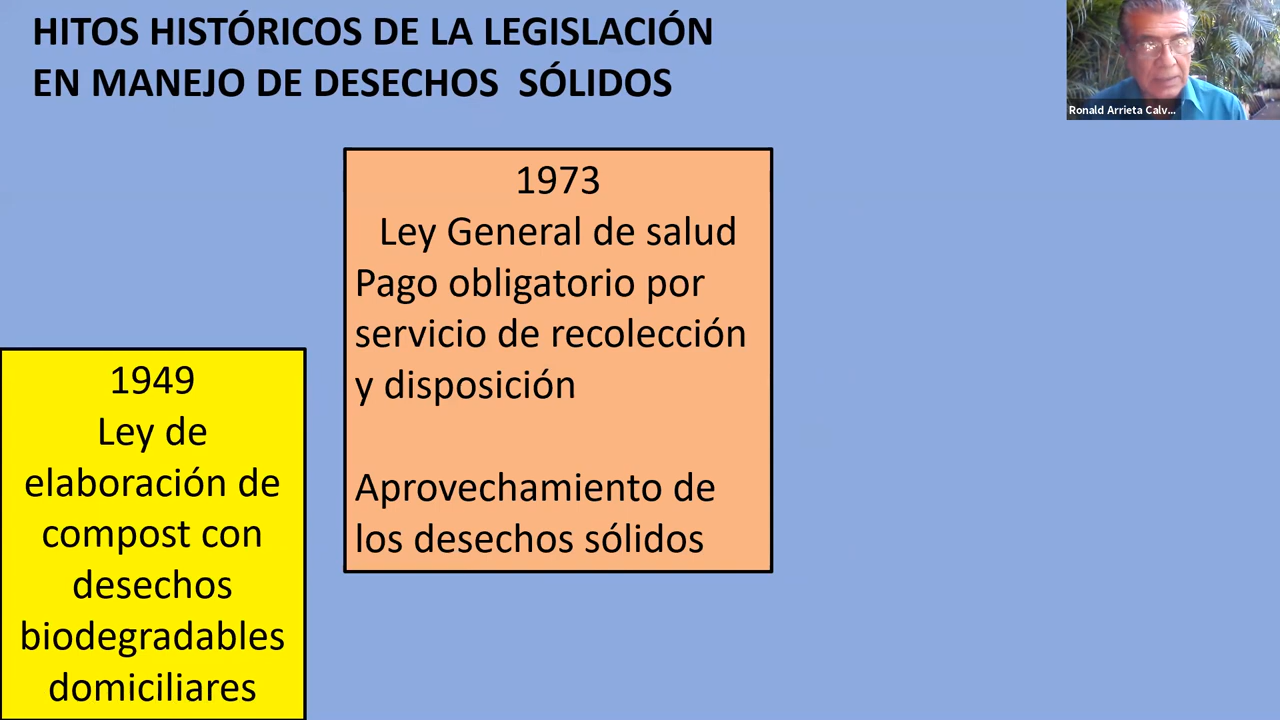 HITOS HISTÓRICOS DE LA LEGISLACIÓN
EN MANEJO DE DESECHOS SÓLIDOS
Ronald Arrieta Calv...
1973
Ley General de salud
Pago obligatorio por
servicio de recolección
y disposición
Aprovechamiento de
los desechos sólidos
1949
Ley de
elaboración de
compost con
desechos
biodegradables
domiciliares